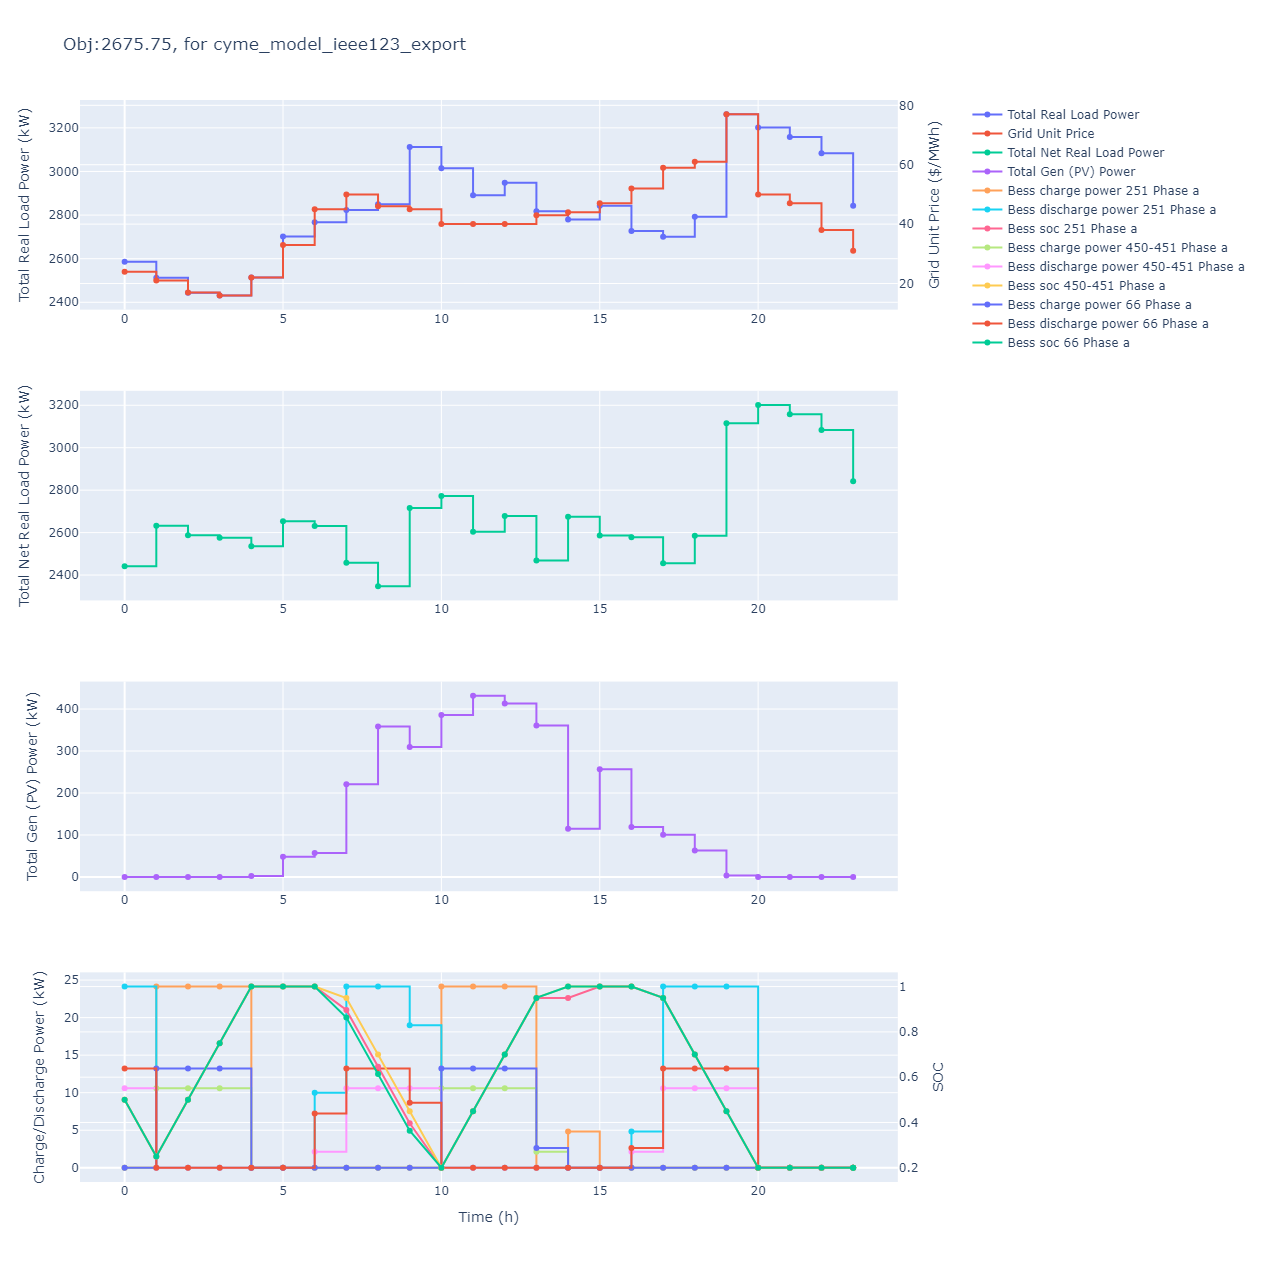 Obj:2675.75, for cyme_model_ieee123_export
Total Real Load Power (kW)
3200
3000
2800
2600
2400
80
60
40
20
Grid Unit Price ($/MWh)
0 5 10 15 20
Total Real Load Power
Grid Unit Price
Total Net Real Load Power
Total Gen (PV) Power
Bess charge power 251 Phase a
Bess discharge power 251 Phase a
Bess soc 251 Phase a
Bess charge power 450-451 Phase a
Bess discharge power 450-451 Phase a
Bess soc 450-451 Phase a
Bess charge power 66 Phase a
Bess discharge power 66 Phase a
Bess soc 66 Phase a
Total Net Real Load Power (kW)
3200
3000
2800
2600
2400
0 5 10 15 20
Total Gen (PV) Power (kW)
400
300
200
100
0
0 5 10 15 20
Charge/Discharge Power (kW)
25
20
15
10
5
0
1
0.8
0.6
0.4
0.2
SOC
0 5 10 15 20
Time (h)